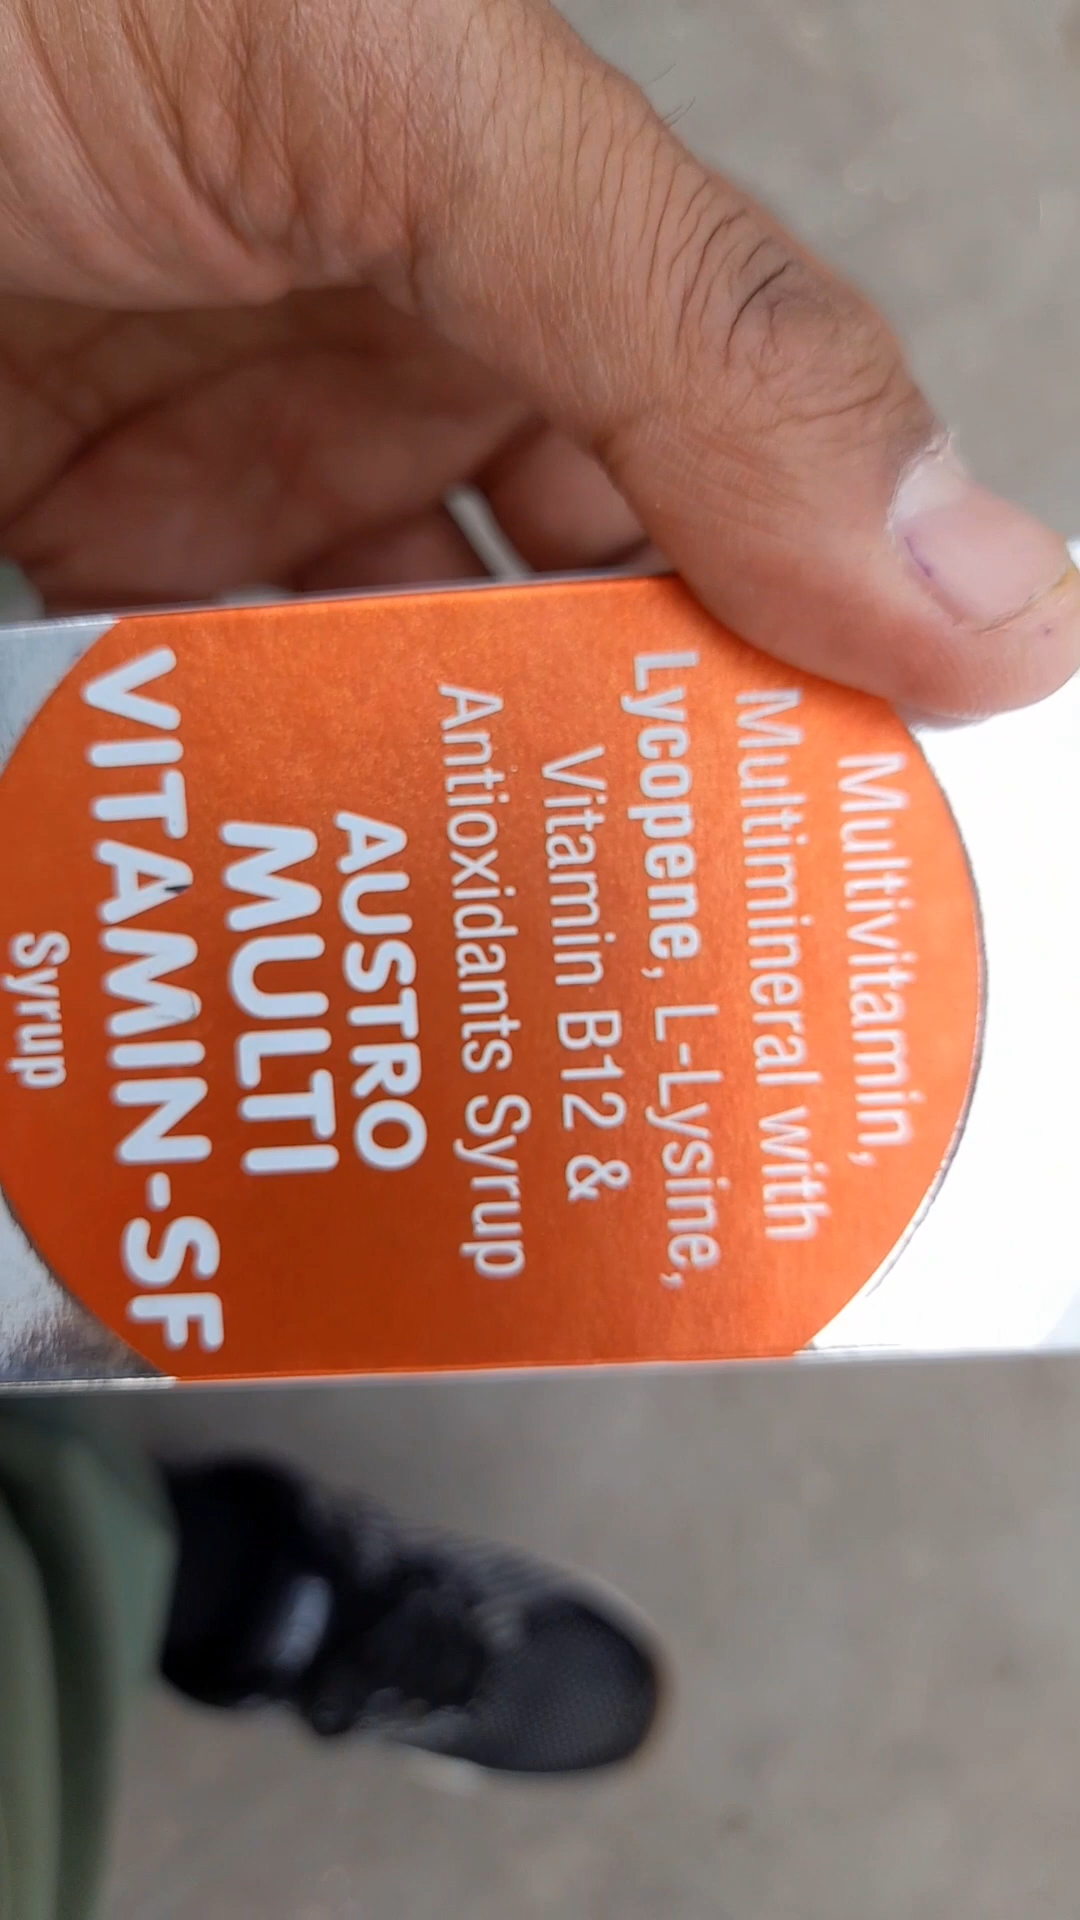 Multivitamin,
Multimineral with
Lycopene, L-Lysine,
Vitamin B12 &
Antioxidants Syrup
AUSTRO
MULTI
VITAMIN-SF
Syrup